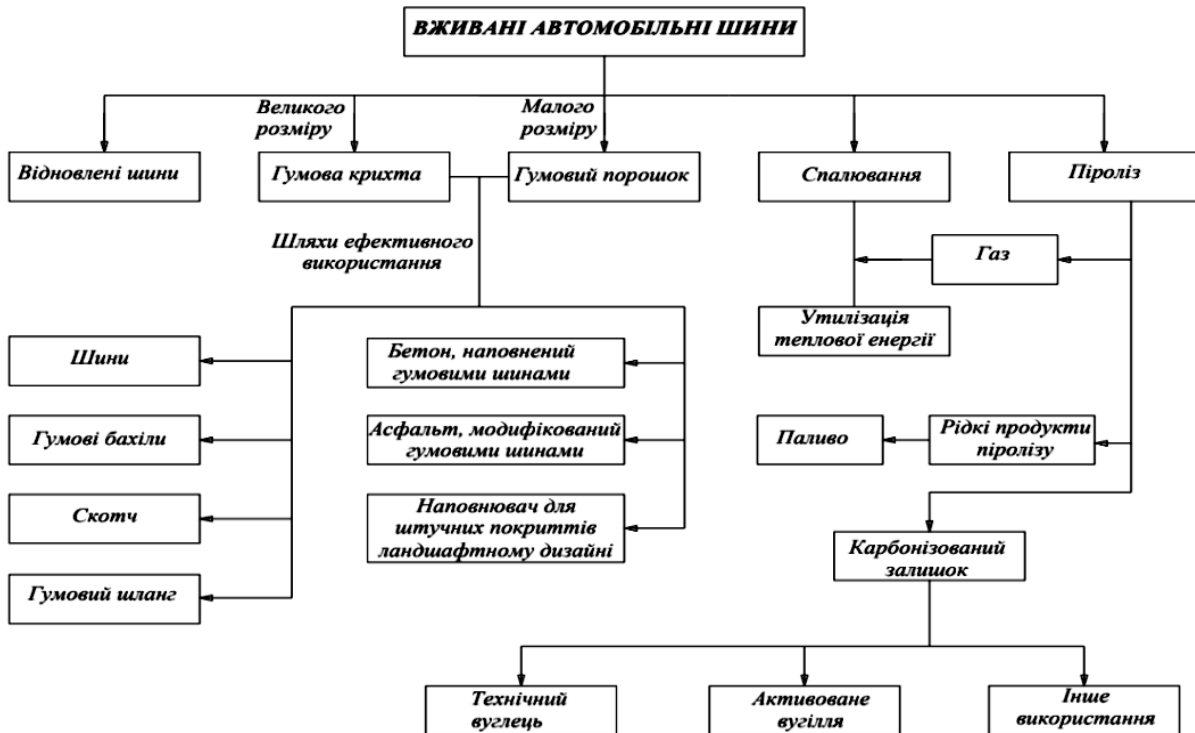 ВЖИВАНІ АВТОМОБІЛЬНІ ШИНИ
Великого
розміру
Малого
розміру
Відновлені шини
Гумова крихта
Гумовий порошок
Спалювання
Піроліз
Шляхи ефективного
використання
Газ
Утилізація
теплової енергії
Шини
Бетон, наповнений
гумовими шинами
Гумові бахіли
Асфальт, модифікований
гумовими шинами
Паливо
Рідкі продукти
піролізу
Скотч
Наповнювач для
штучних покриттів
ландшафтному дизайні
Карбонізований
залишок
Гумовий шланг
Технічний
вуглець
Активоване
вугілля
Інше
використання